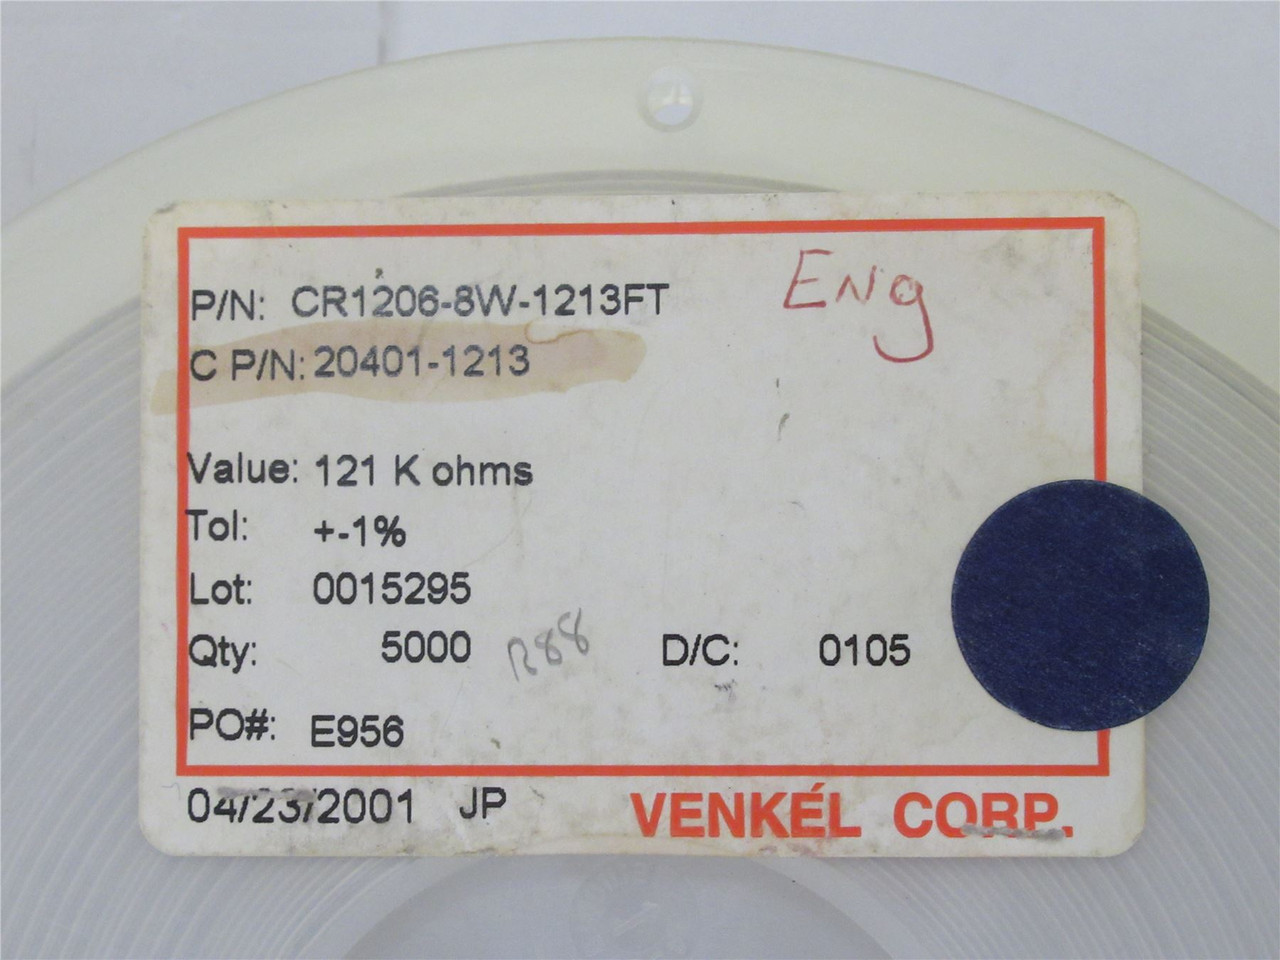 P/N: CR1206-8W-1213FT
Eng
C P/N: 20401-1213
Value: 121 K ohms
Tol: +-1%
Lot: 0015295
Qty: 5000 R88 D/C: 0105
PO#: E956
04/23/2001 JP VENKÉL CORP.